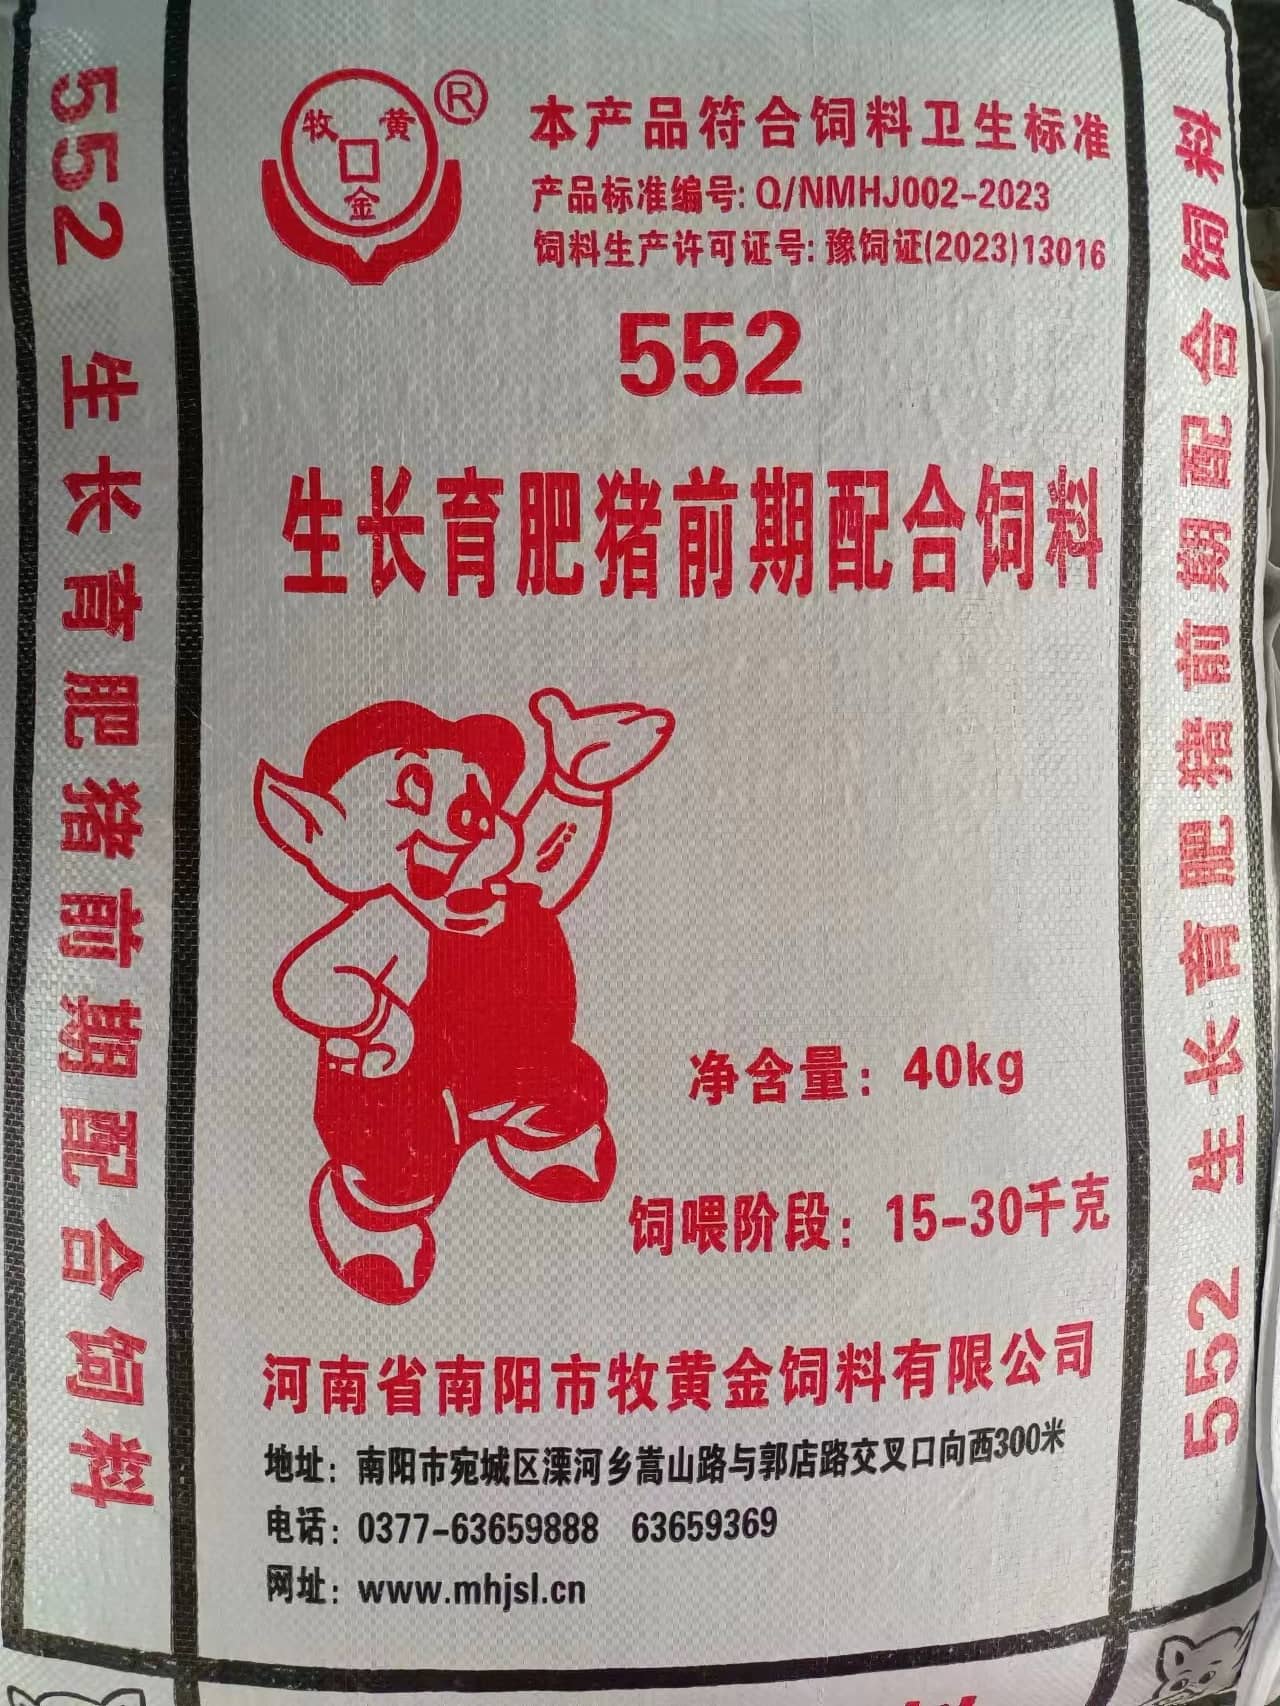 552 生长育肥猪前期配合饲料
牧 黄
金
®
本产品符合饲料卫生标准
产品标准编号: Q/NMHJ002-2023
饲料生产许可证号: 豫饲证(2023)13016
552
生长育肥猪前期配合饲料
净含量: 40kg
饲喂阶段: 15-30千克
河南省南阳市牧黄金饲料有限公司
地址: 南阳市宛城区溧河乡嵩山路与郭店路交叉口向西300米
电话: 0377-63659888 63659369
网址: www.mhjsl.cn
552 生长育肥猪前期配合饲料